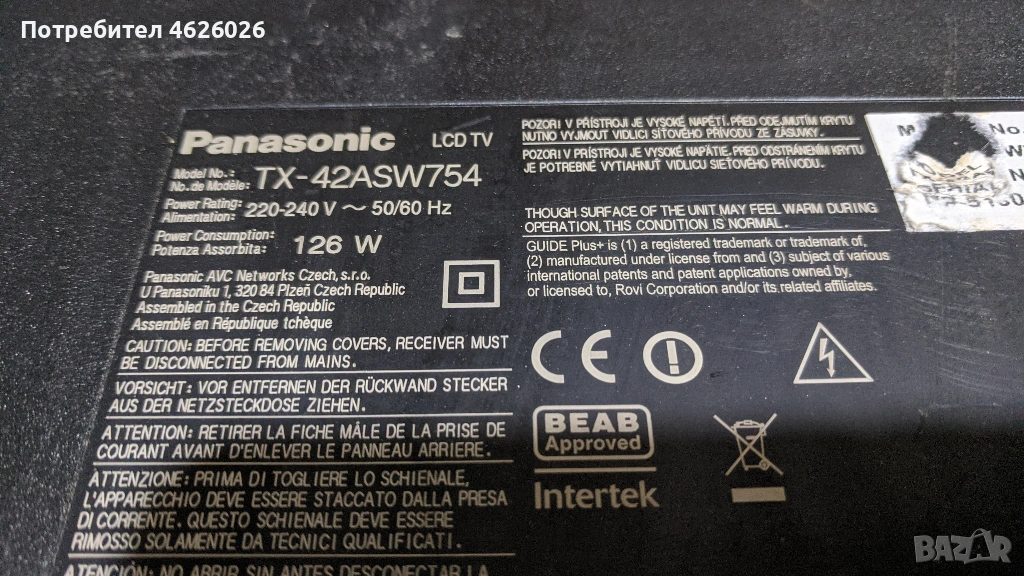 Потребител 4626026
Panasonic LCD TV
Model No.:
No. de Modèle: TX-42ASW754
Power Rating:
Alimentation: 220-240 V ~ 50/60 Hz
Power Consumption:
Potenza Assorbita: 126 W
Panasonic AVC Networks Czech, s.r.o.
U Panasoniku 1, 320 84 Plzeň Czech Republic
Assembled in the Czech Republic
Assemblé en République tchèque
CAUTION: BEFORE REMOVING COVERS, RECEIVER MUST
BE DISCONNECTED FROM MAINS.
VORSICHT: VOR ENTFERNEN DER RÜCKWAND STECKER
AUS DER NETZSTECKDOSE ZIEHEN.
ATTENTION: RETIRER LA FICHE MÂLE DE LA PRISE DE
COURANT AVANT D'ENLEVER LE PANNEAU ARRIERE.
ATTENZIONE: PRIMA DI TOGLIERE LO SCHIENALE,
L'APPARECCHIO DEVE ESSERE STACCATO DALLA PRESA
DI CORRENTE. QUESTO SCHIENALE DEVE ESSERE
RIMOSSO SOLAMENTE DA TECNICI QUALIFICATI.
ATENCIÓN: NO ABRIR SIN ANTES DESCONECTAR LA
POZOR! V PŘÍSTROJI JE VYSOKÉ NAPĚTÍ. PŘED ODEJMUTÍM KRYTU
NUTNO VYJMOUT VIDLICI SÍŤOVÉHO PŘÍVODU ZE ZÁSUVKY.
POZOR! V PRÍSTROJI JE VYSOKÉ NAPÄTIE. PRED ODSTRÁNENÍM KRYTU
JE POTREBNÉ VYTIAHNUŤ VIDLICU SIEŤOVÉHO PRÍVODU.
THOUGH SURFACE OF THE UNIT MAY FEEL WARM DURING
OPERATION, THIS CONDITION IS NORMAL.
GUIDE Plus+ is (1) a registered trademark or trademark of,
(2) manufactured under license from and (3) subject of various
international patents and patent applications owned by,
or licensed to, Rovi Corporation and/or its related affiliates.
CE
BEAB
Approved
Intertek
No.
BAZAR